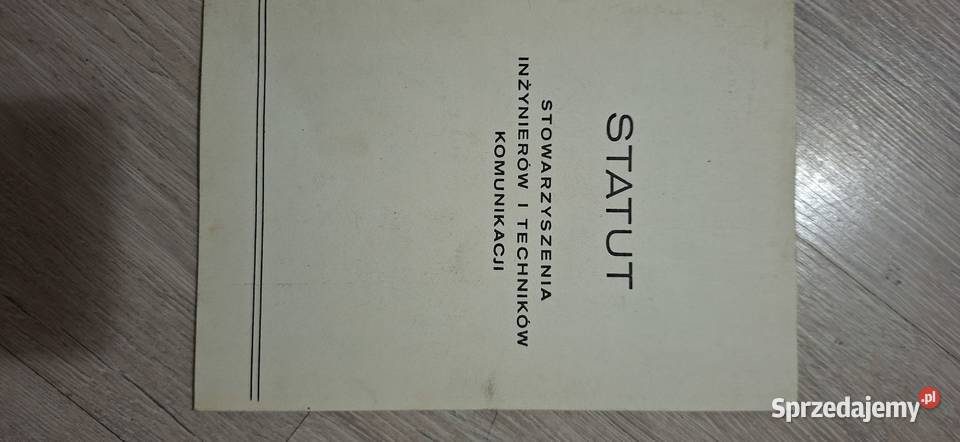 STATUT
STOWARZYSZENIA
INŻYNIERÓW I TECHNIKÓW
KOMUNIKACJI
Sprzedajemy.pl